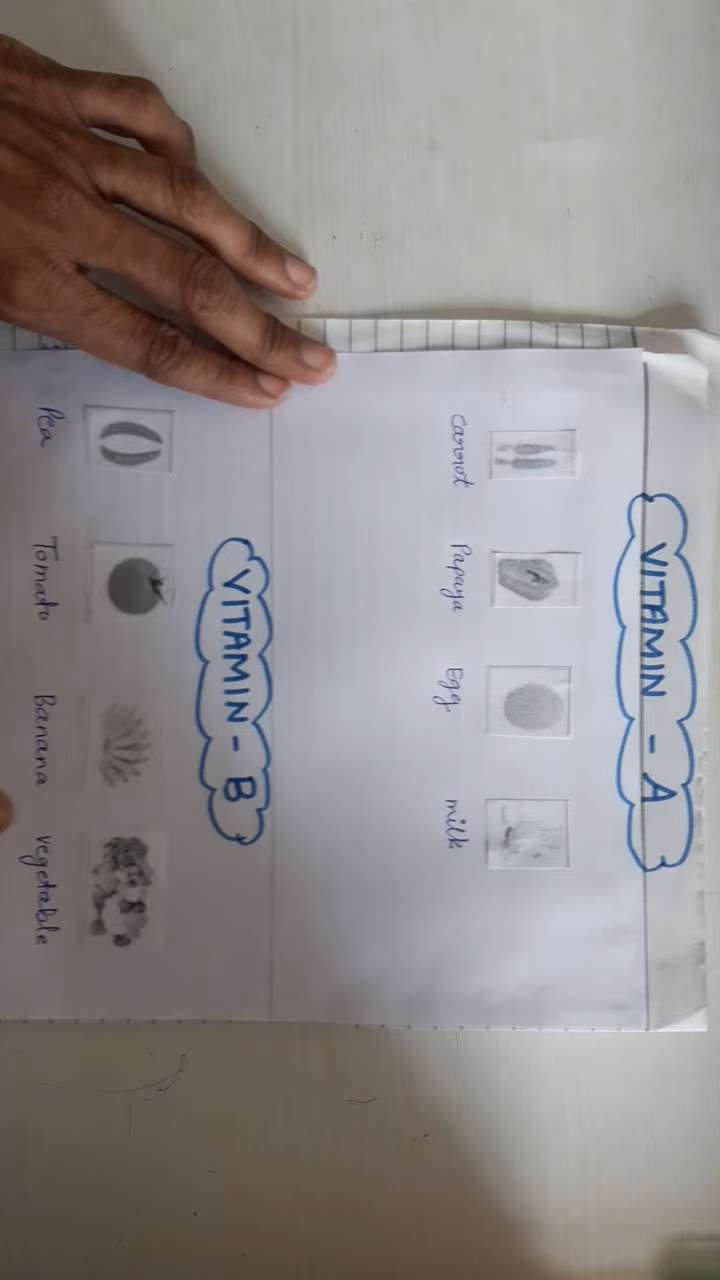 VITAMIN - A
Carrot Papaya Egg milk
VITAMIN - B
Pea Tomato Banana vegetable